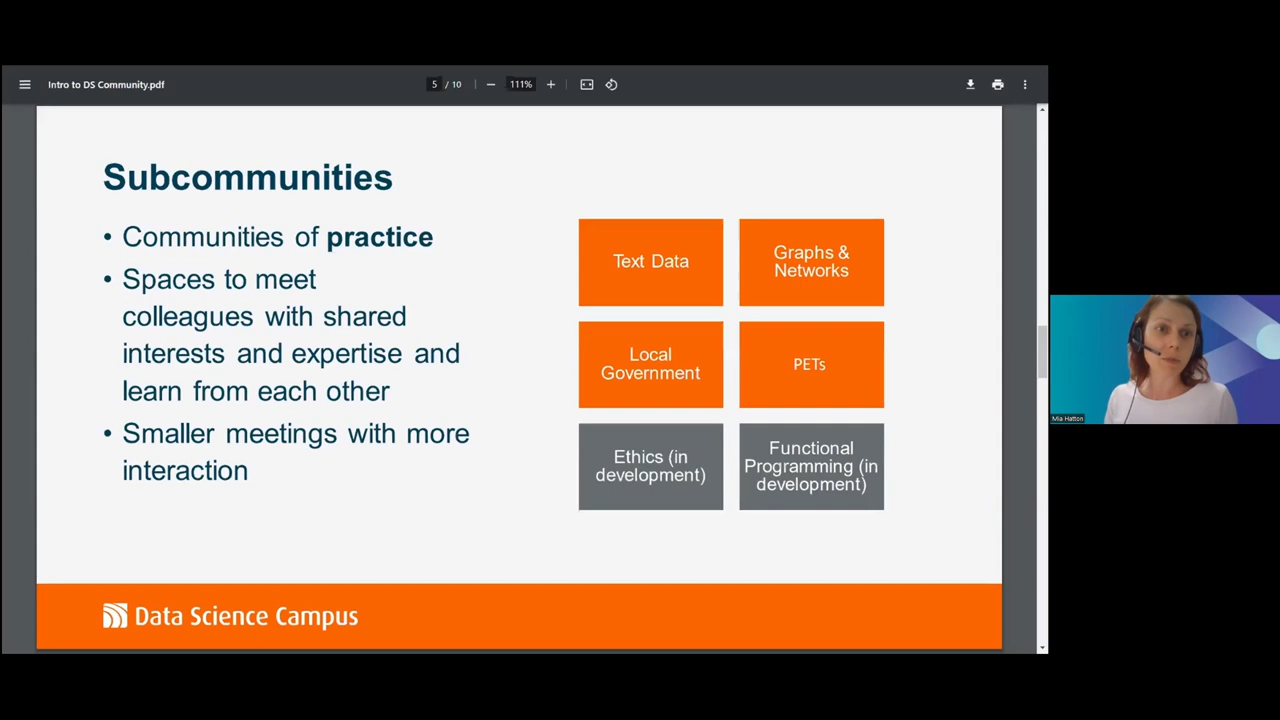 Intro to DS Community.pdf
5 / 10
111%
Subcommunities
• Communities of practice
• Spaces to meet
colleagues with shared
interests and expertise and
learn from each other
• Smaller meetings with more
interaction
Text Data
Graphs &
Networks
Local
Government
PETs
Ethics (in
development)
Functional
Programming (in
development)
Data Science Campus
Mia Hatton